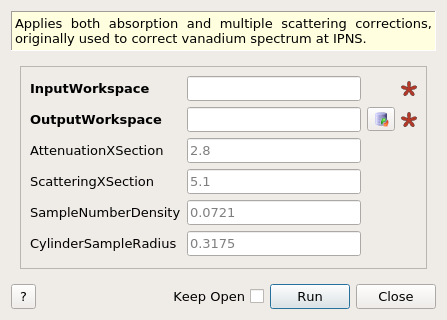 Applies both absorption and multiple scattering corrections,
originally used to correct vanadium spectrum at IPNS.
InputWorkspace
OutputWorkspace
AttenuationXSection 2.8
ScatteringXSection 5.1
SampleNumberDensity 0.0721
CylinderSampleRadius 0.3175
? Keep Open Run Close